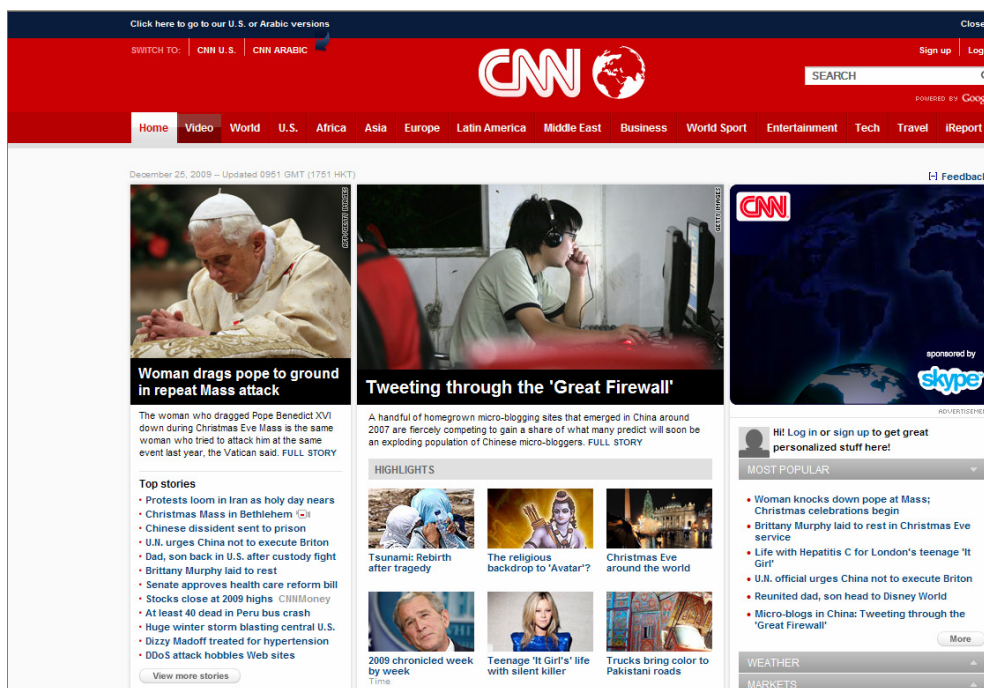 Click here to go to our U.S. or Arabic versions
Close
SWITCH TO: CNN U.S. CNN ARABIC
Sign up Log
CNN
SEARCH
POWERED BY Goog
Home Video World U.S. Africa Asia Europe Latin America Middle East Business World Sport Entertainment Tech Travel iReport
December 25, 2009 -- Updated 0951 GMT (1751 HKT)
[-] Feedback
AFP/GETTY IMAGES
Woman drags pope to ground
in repeat Mass attack
The woman who dragged Pope Benedict XVI
down during Christmas Eve Mass is the same
woman who tried to attack him at the same
event last year, the Vatican said. FULL STORY
Top stories
Protests loom in Iran as holy day nears
Christmas Mass in Bethlehem
Chinese dissident sent to prison
U.N. urges China not to execute Briton
Dad, son back in U.S. after custody fight
Brittany Murphy laid to rest
Senate approves health care reform bill
Stocks close at 2009 highs CNNMoney
At least 40 dead in Peru bus crash
Huge winter storm blasting central U.S.
Dizzy Madoff treated for hypertension
DDoS attack hobbles Web sites
View more stories
GETTY IMAGES
Tweeting through the 'Great Firewall'
A handful of homegrown micro-blogging sites that emerged in China around
2007 are fiercely competing to gain a share of what many predict will soon be
an exploding population of Chinese micro-bloggers. FULL STORY
HIGHLIGHTS
Tsunami: Rebirth
after tragedy
The religious
backdrop to 'Avatar'?
Christmas Eve
around the world
2009 chronicled week
by week
Time
Teenage 'It Girl's' life
with silent killer
Trucks bring color to
Pakistani roads
CNN
sponsored by
skype
ADVERTISEMEN
Hi! Log in or sign up to get great
personalized stuff here!
MOST POPULAR
Woman knocks down pope at Mass;
Christmas celebrations begin
Brittany Murphy laid to rest in Christmas Eve
service
Life with Hepatitis C for London's teenage 'It
Girl'
U.N. official urges China not to execute Briton
Reunited dad, son head to Disney World
Micro-blogs in China: Tweeting through the
'Great Firewall'
More
WEATHER
MARKETS